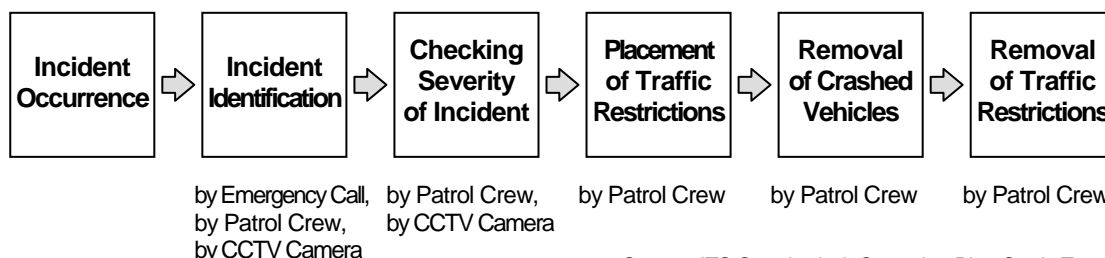 Incident
Occurrence
Incident
Identification
Checking
Severity
of Incident
Placement
of Traffic
Restrictions
Removal
of Crashed
Vehicles
Removal
of Traffic
Restrictions
by Emergency Call,
by Patrol Crew,
by CCTV Camera
by Patrol Crew,
by CCTV Camera
by Patrol Crew
by Patrol Crew
by Patrol Crew